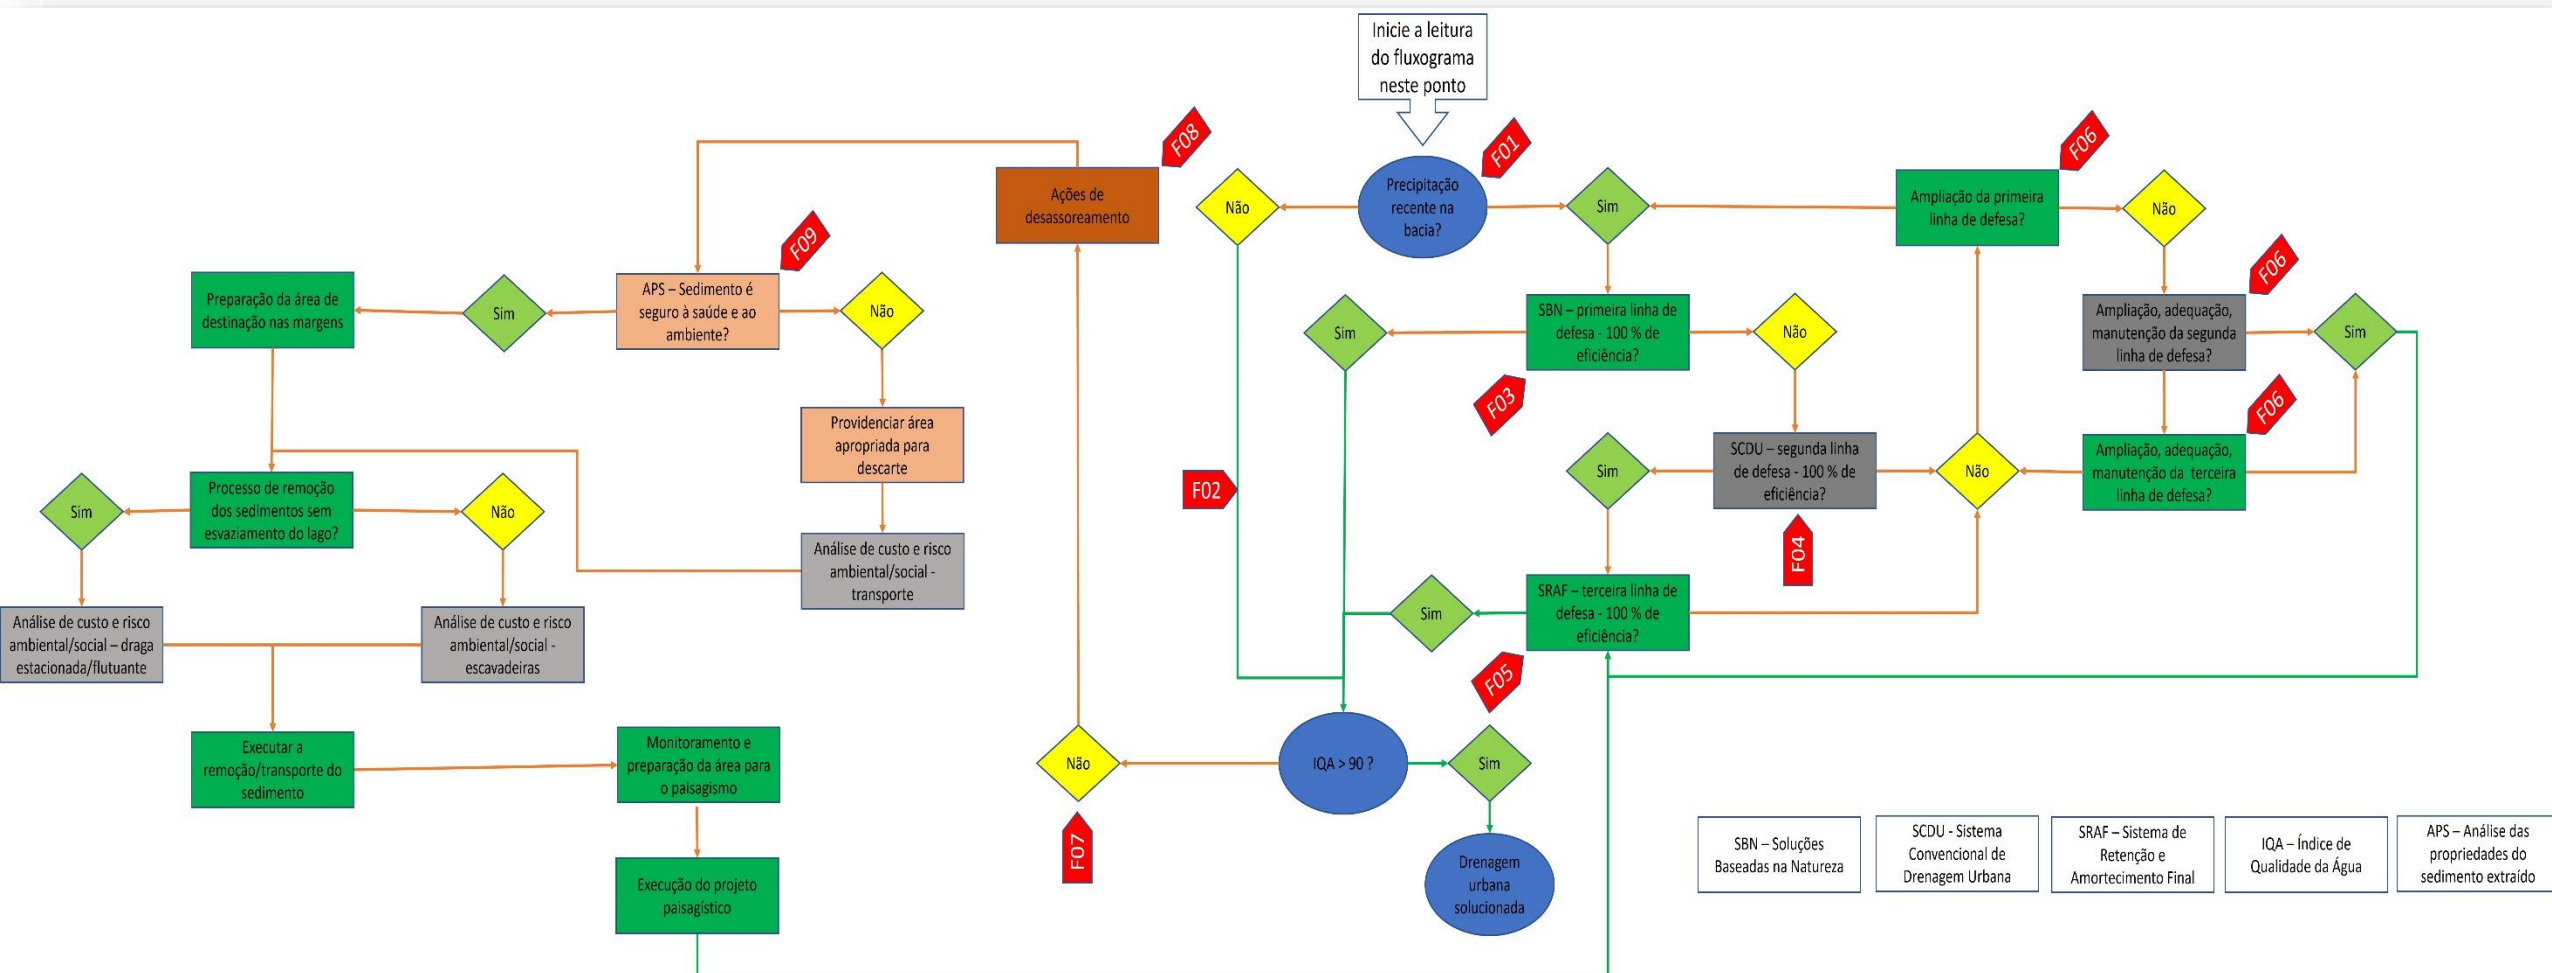 Inicie a leitura
do fluxograma
neste ponto
F01
Precipitação
recente na
bacia?
Não
Sim
F02
F03
SBN – primeira linha de
defesa - 100 % de
eficiência?
Sim
Não
F04
SCDU – segunda linha
de defesa - 100 % de
eficiência?
Sim
Não
F05
SRAF – terceira linha de
defesa - 100 % de
eficiência?
Sim
F06
Ampliação da primeira
linha de defesa?
Não
F06
Ampliação, adequação,
manutenção da segunda
linha de defesa?
Sim
F06
Ampliação, adequação,
manutenção da terceira
linha de defesa?
IQA > 90 ?
Sim
Drenagem
urbana
solucionada
Não
F07
F08
Ações de
desassoreamento
F09
APS – Sedimento é
seguro à saúde e ao
ambiente?
Sim
Não
Preparação da área de
destinação nas margens
Providenciar área
apropriada para
descarte
Análise de custo e risco
ambiental/social -
transporte
Processo de remoção
dos sedimentos sem
esvaziamento do lago?
Sim
Não
Análise de custo e risco
ambiental/social – draga
estacionada/flutuante
Análise de custo e risco
ambiental/social -
escavadeiras
Executar a
remoção/transporte do
sedimento
Monitoramento e
preparação da área para
o paisagismo
Execução do projeto
paisagístico
SBN – Soluções
Baseadas na Natureza
SCDU - Sistema
Convencional de
Drenagem Urbana
SRAF – Sistema de
Retenção e
Amortecimento Final
IQA – Índice de
Qualidade da Água
APS – Análise das
propriedades do
sedimento extraído